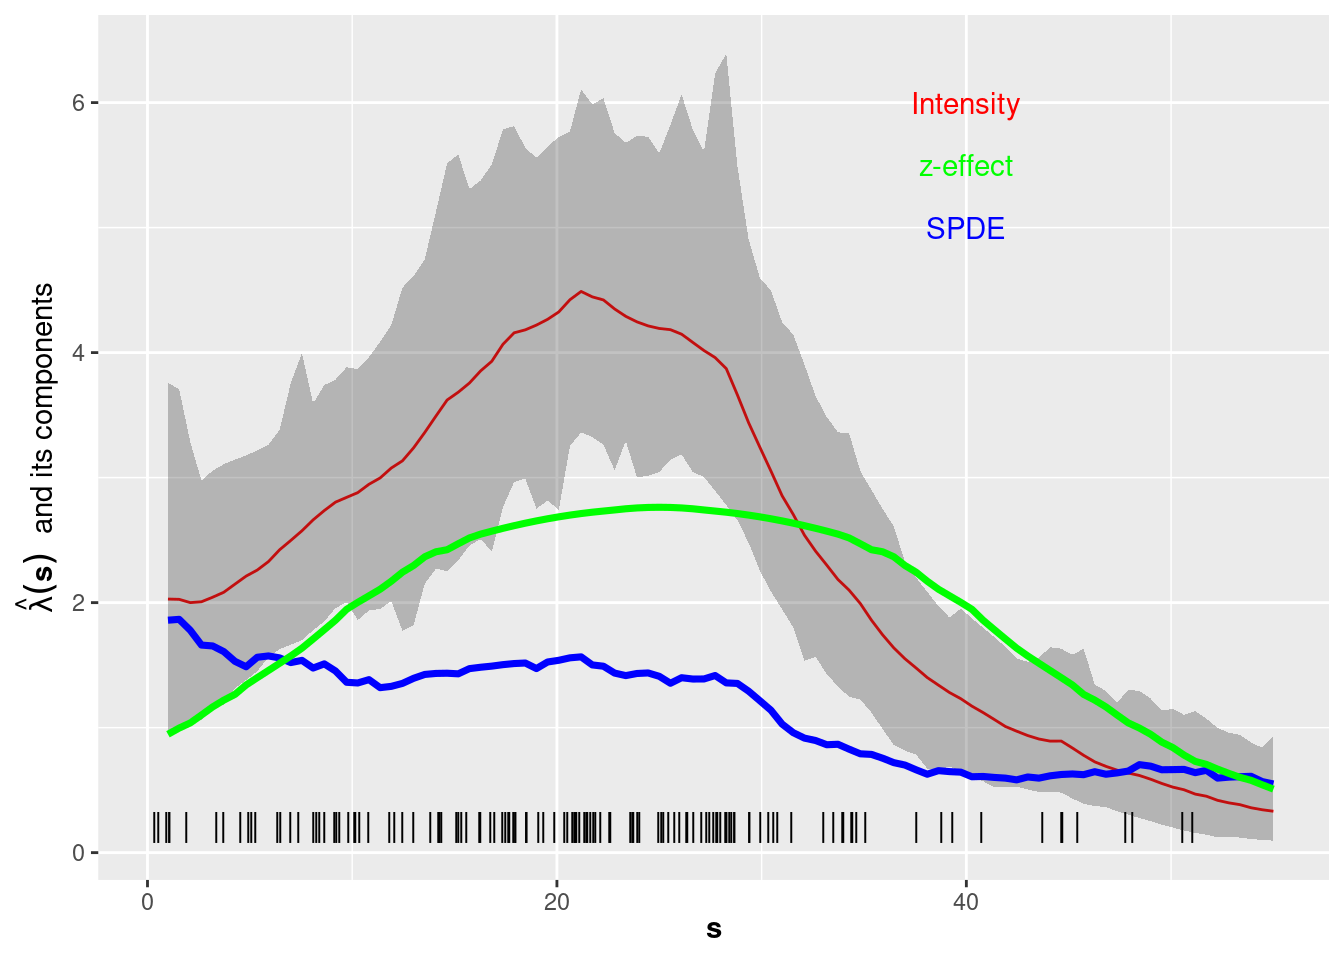 Intensity
z-effect
SPDE
6
4
2
0
λ̂(s) and its components
0 20 40
s